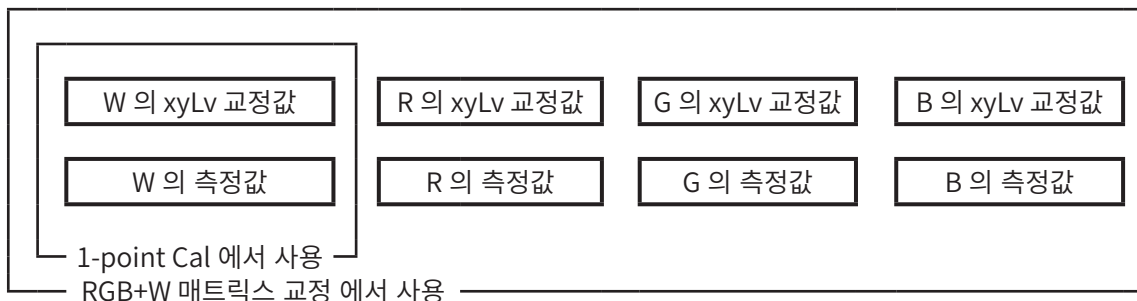 W 의 xyLv 교정값 R 의 xyLv 교정값 G 의 xyLv 교정값 B 의 xyLv 교정값
W 의 측정값 R 의 측정값 G 의 측정값 B 의 측정값
1-point Cal 에서 사용
RGB+W 매트릭스 교정 에서 사용